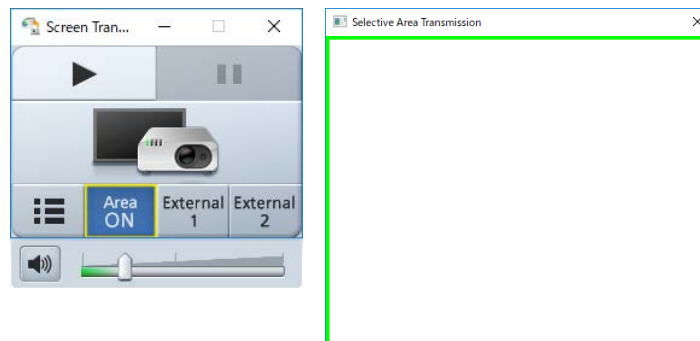 Screen Tran...
Area
ON
External
1
External
2
Selective Area Transmission